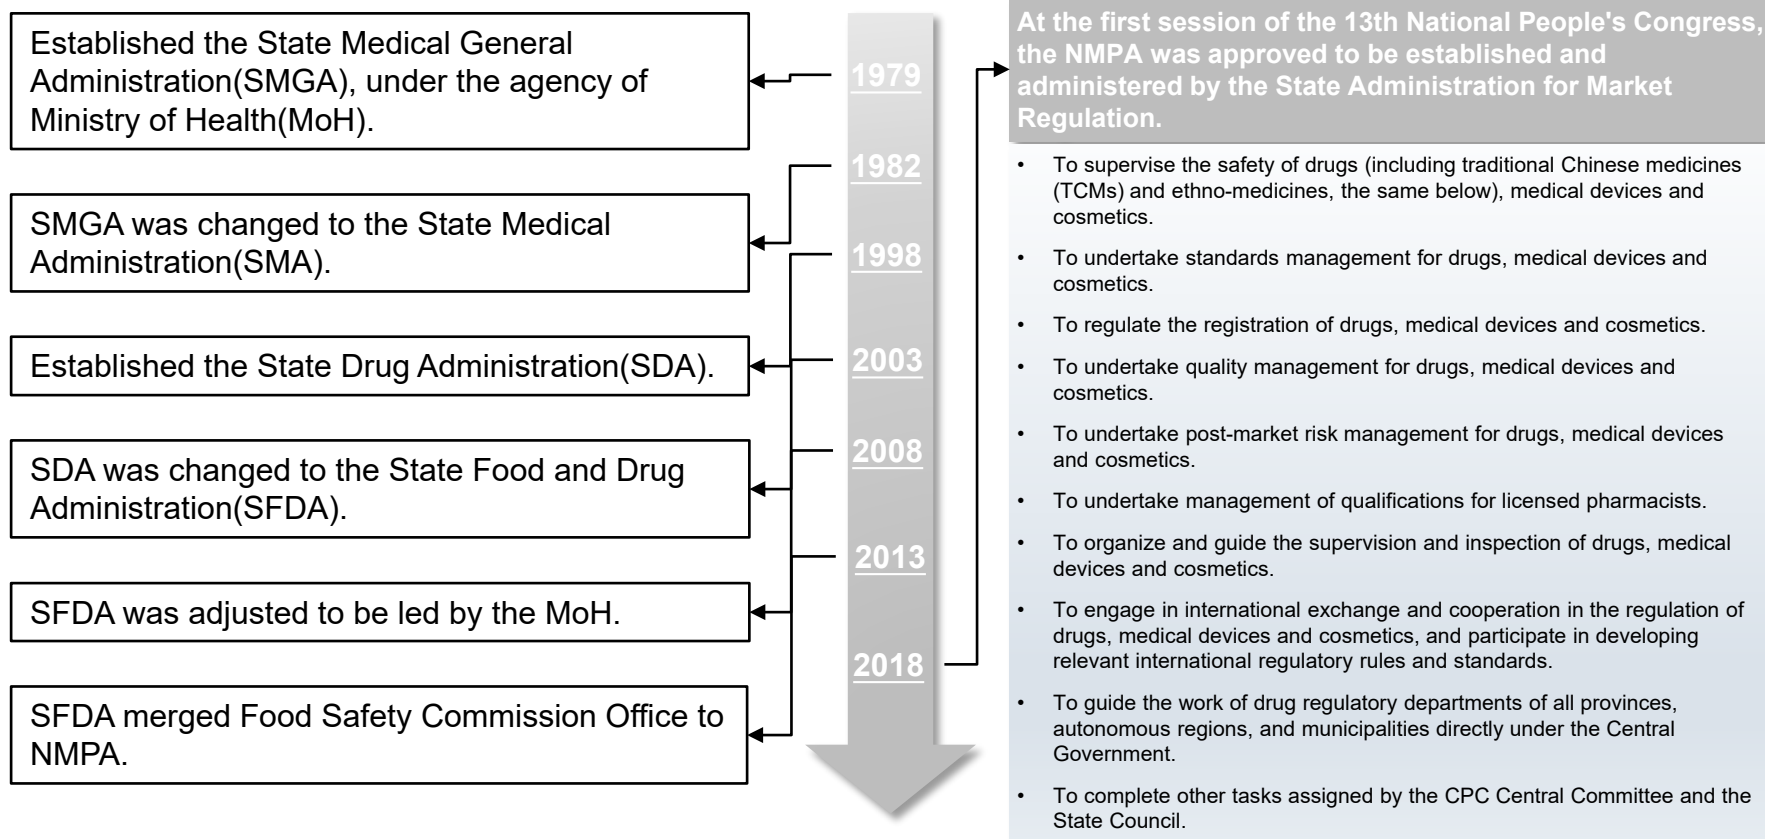 Established the State Medical General
Administration(SMGA), under the agency of
Ministry of Health(MoH).
SMGA was changed to the State Medical
Administration(SMA).
Established the State Drug Administration(SDA).
SDA was changed to the State Food and Drug
Administration(SFDA).
SFDA was adjusted to be led by the MoH.
SFDA merged Food Safety Commission Office to
NMPA.
1979
1982
1998
2003
2008
2013
2018
At the first session of the 13th National People's Congress,
the NMPA was approved to be established and
administered by the State Administration for Market
Regulation.
• To supervise the safety of drugs (including traditional Chinese medicines
(TCMs) and ethno-medicines, the same below), medical devices and
cosmetics.
• To undertake standards management for drugs, medical devices and
cosmetics.
• To regulate the registration of drugs, medical devices and cosmetics.
• To undertake quality management for drugs, medical devices and
cosmetics.
• To undertake post-market risk management for drugs, medical devices
and cosmetics.
• To undertake management of qualifications for licensed pharmacists.
• To organize and guide the supervision and inspection of drugs, medical
devices and cosmetics.
• To engage in international exchange and cooperation in the regulation of
drugs, medical devices and cosmetics, and participate in developing
relevant international regulatory rules and standards.
• To guide the work of drug regulatory departments of all provinces,
autonomous regions, and municipalities directly under the Central
Government.
• To complete other tasks assigned by the CPC Central Committee and the
State Council.